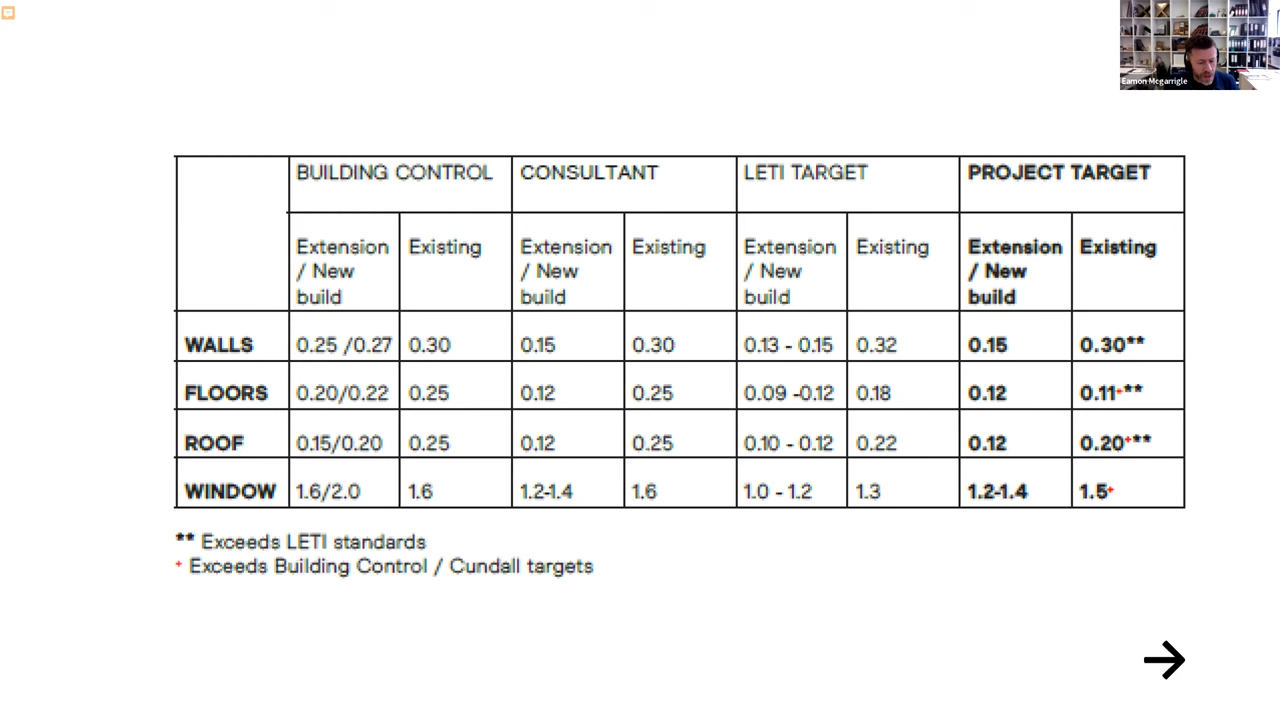 Eamon Mcgarrigle
BUILDING CONTROL CONSULTANT LETI TARGET PROJECT TARGET
Extension / New build Existing Extension / New build Existing Extension / New build Existing Extension / New build Existing
WALLS 0.25 /0.27 0.30 0.15 0.30 0.13 - 0.15 0.32 0.15 0.30**
FLOORS 0.20/0.22 0.25 0.12 0.25 0.09 -0.12 0.18 0.12 0.11+**
ROOF 0.15/0.20 0.25 0.12 0.25 0.10 - 0.12 0.22 0.12 0.20+**
WINDOW 1.6/2.0 1.6 1.2-1.4 1.6 1.0 - 1.2 1.3 1.2-1.4 1.5+
** Exceeds LETI standards
+ Exceeds Building Control / Cundall targets